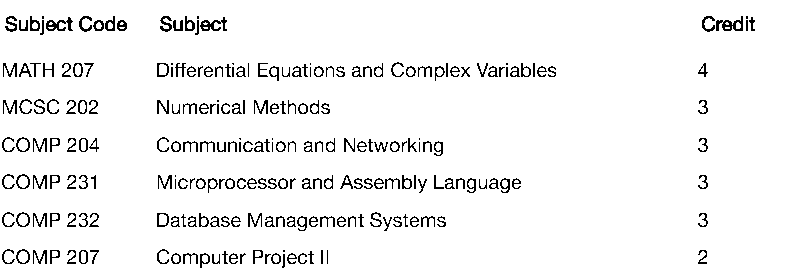 Subject Code Subject Credit
MATH 207 Differential Equations and Complex Variables 4
MCSC 202 Numerical Methods 3
COMP 204 Communication and Networking 3
COMP 231 Microprocessor and Assembly Language 3
COMP 232 Database Management Systems 3
COMP 207 Computer Project II 2